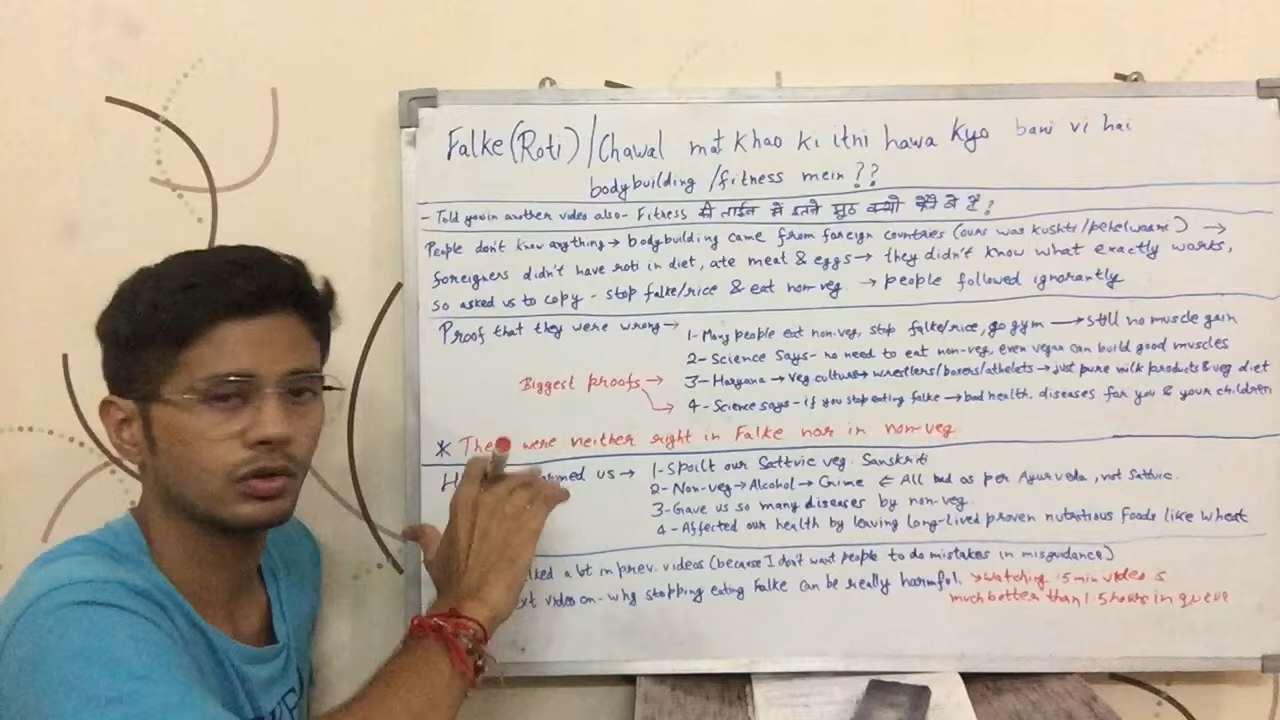 Falke(Roti)/Chawal mat Khao ki itni hawa kyo bani vi hai
bodybuilding /fitness mein ??
- Told you in another video also - Fitness की लाईन में इतने झूठ क्यो फैले वे हैं?
People don't know anything → bodybuilding came from foreign countries (ours was kushti/pehelwaani) →
foreigners didn't have roti in diet, ate meat & eggs → they didn't know what exactly works,
so asked us to copy - stop falke/rice & eat non-veg. → people followed ignorantly
Proof that they were wrong →
1- Many people eat non-veg, stop falke/rice, go gym → still no muscle gain
2- Science says - no need to eat non-veg, even vegan can build good muscles
Biggest proofs →
3- Haryana → veg culture → wrestlers/boxers/athelets → just pure milk products & veg diet
4- Science says - if you stop eating falke → bad health, diseases for you & your children
* The were neither right in Falke nor in non-veg
H med us →
1- Spoilt our Sattvic veg. Sanskriti
2- Non-veg → Alcohol → Crime ⇐ All bad as per Ayurveda, not Sattvic.
3- Gave us so many diseases by non-veg.
4- Affected our health by leaving long-lived proven nutritious foods like wheat
lked a lot in prev. videos (because I don't want people to do mistakes in misguidance)
xt video on - why stopping eating Falke can be really harmful. → watching 15 min video is
much better than 1.5 hours in queue